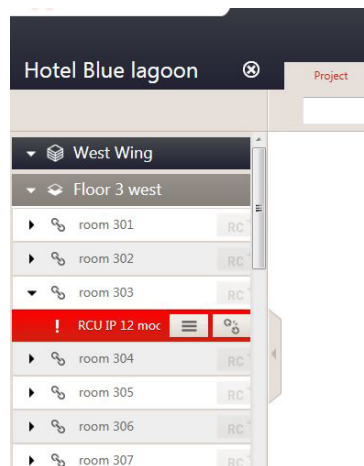 Hotel Blue lagoon
Project
West Wing
Floor 3 west
room 301 RC
room 302 RC
room 303 RC
! RCU IP 12 moc
room 304 RC
room 305 RC
room 306 RC
room 307 RC